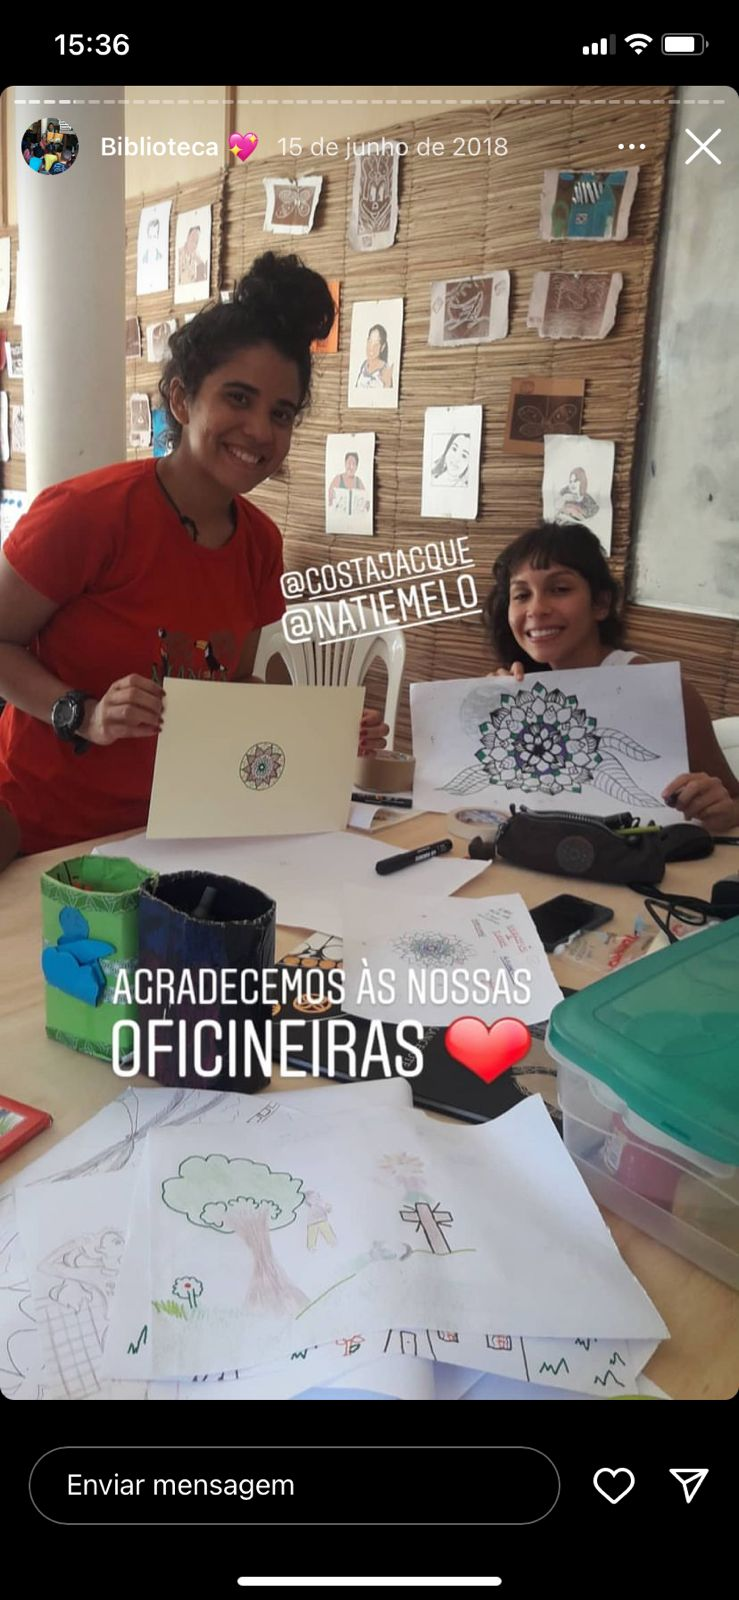 15:36
Biblioteca 💖 15 de junho de 2018
@COSTAJACQUE
@NATIEMELO
AGRADECEMOS ÀS NOSSAS
OFICINEIRAS ❤️
Enviar mensagem